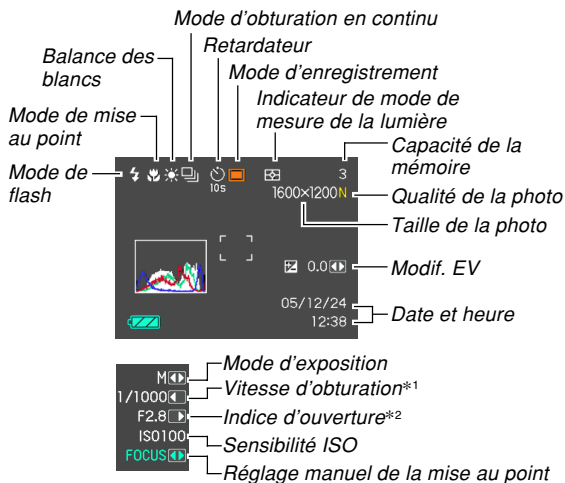 Mode d'obturation en continu
Retardateur
Balance des
blancs
Mode d'enregistrement
Indicateur de mode de
mesure de la lumière
Mode de mise
au point
Capacité de la
mémoire
Mode de
flash
10s
3
1600×1200N
Qualité de la photo
Taille de la photo
0.0
Modif. EV
05/12/24
12:38
Date et heure
M
Mode d'exposition
1/1000
Vitesse d'obturation*1
F2.8
Indice d'ouverture*2
ISO100
Sensibilité ISO
FOCUS
Réglage manuel de la mise au point